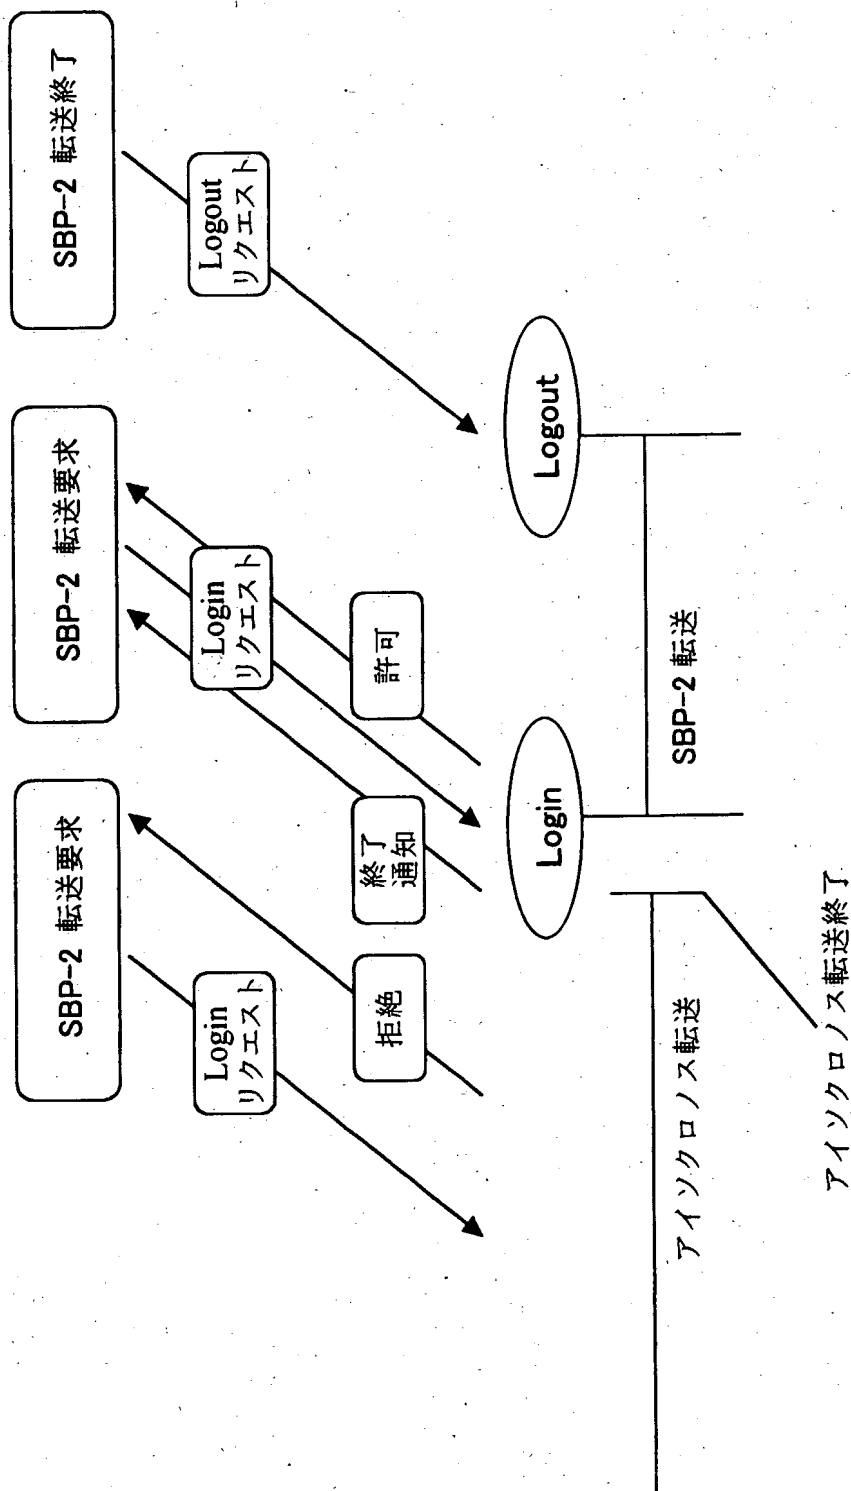 SBP-2 転送要求
SBP-2 転送要求
SBP-2 転送終了
Login
リクエスト
Login
リクエスト
Logout
リクエスト
拒絶
終了
通知
許可
Login
Logout
アイソクロノス転送
SBP-2 転送
アイソクロノス転送終了